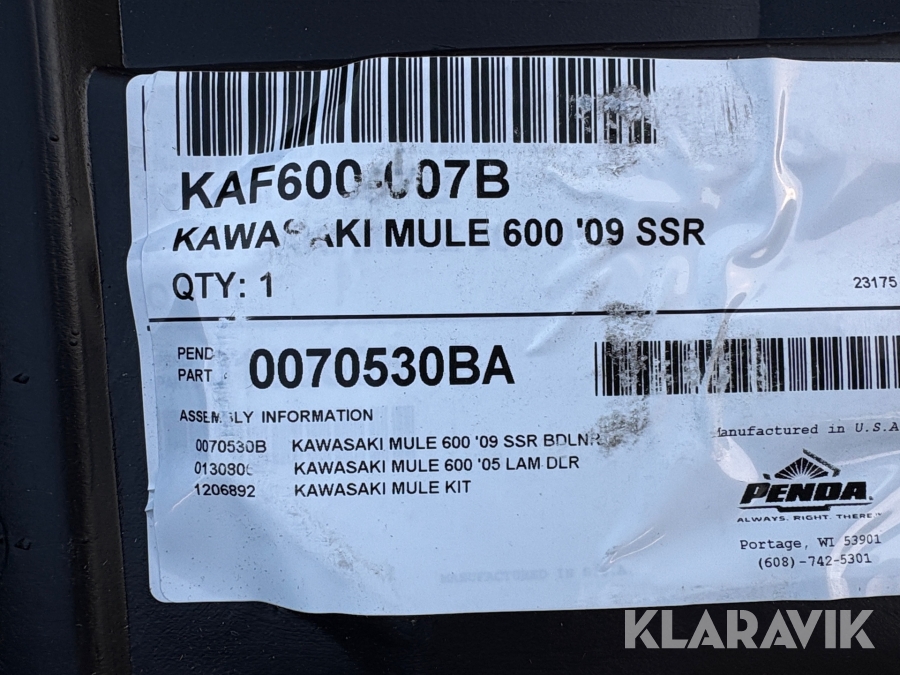 KAF600-007B
KAWASAKI MULE 600 '09 SSR
QTY: 1
23175
PEND
PART
0070530BA
ASSEMBLY INFORMATION
0070530B KAWASAKI MULE 600 '09 SSR BDLNR
KAWASAKI MULE 600 '05 LAM DLR
1206892 KAWASAKI MULE KIT
Manufactured in U.S.A
PENDA
ALWAYS. RIGHT. THERE.™
Portage, WI 53901
(608)-742-5301
KLARAVIK